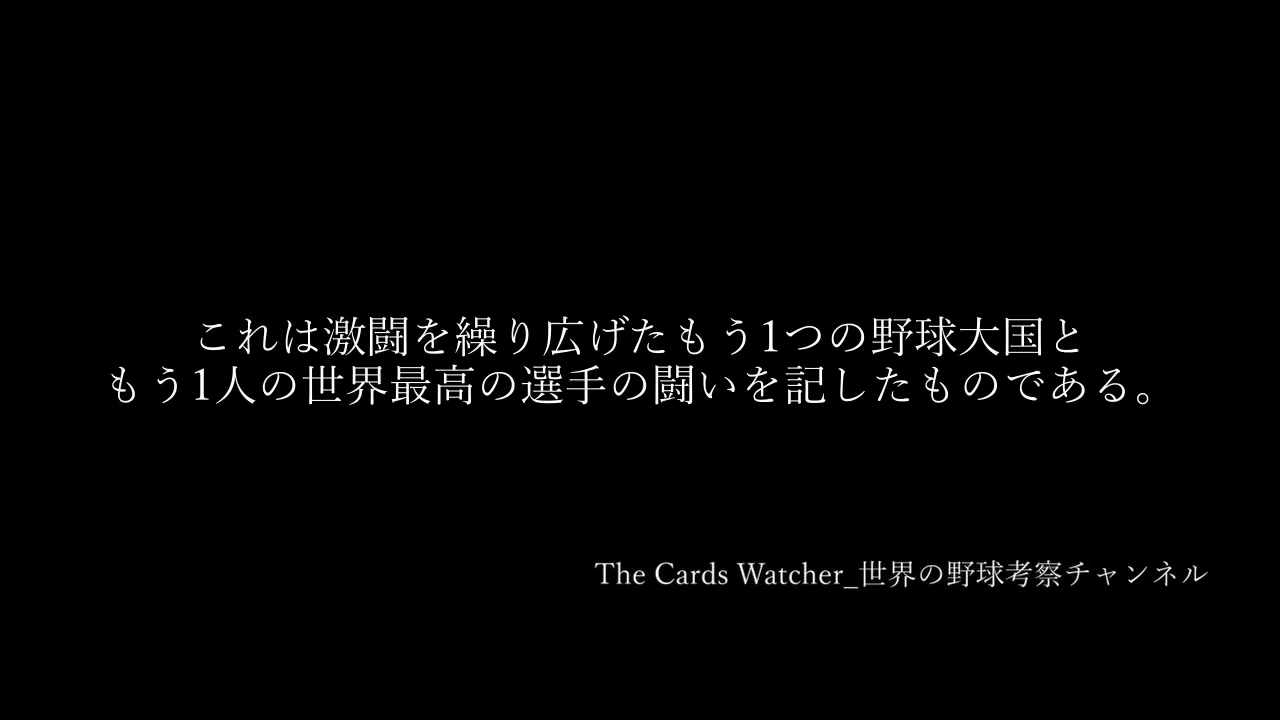 これは激闘を繰り広げたもう1つの野球大国と
もう1人の世界最高の選手の闘いを記したものである。
The Cards Watcher_世界の野球考察チャンネル